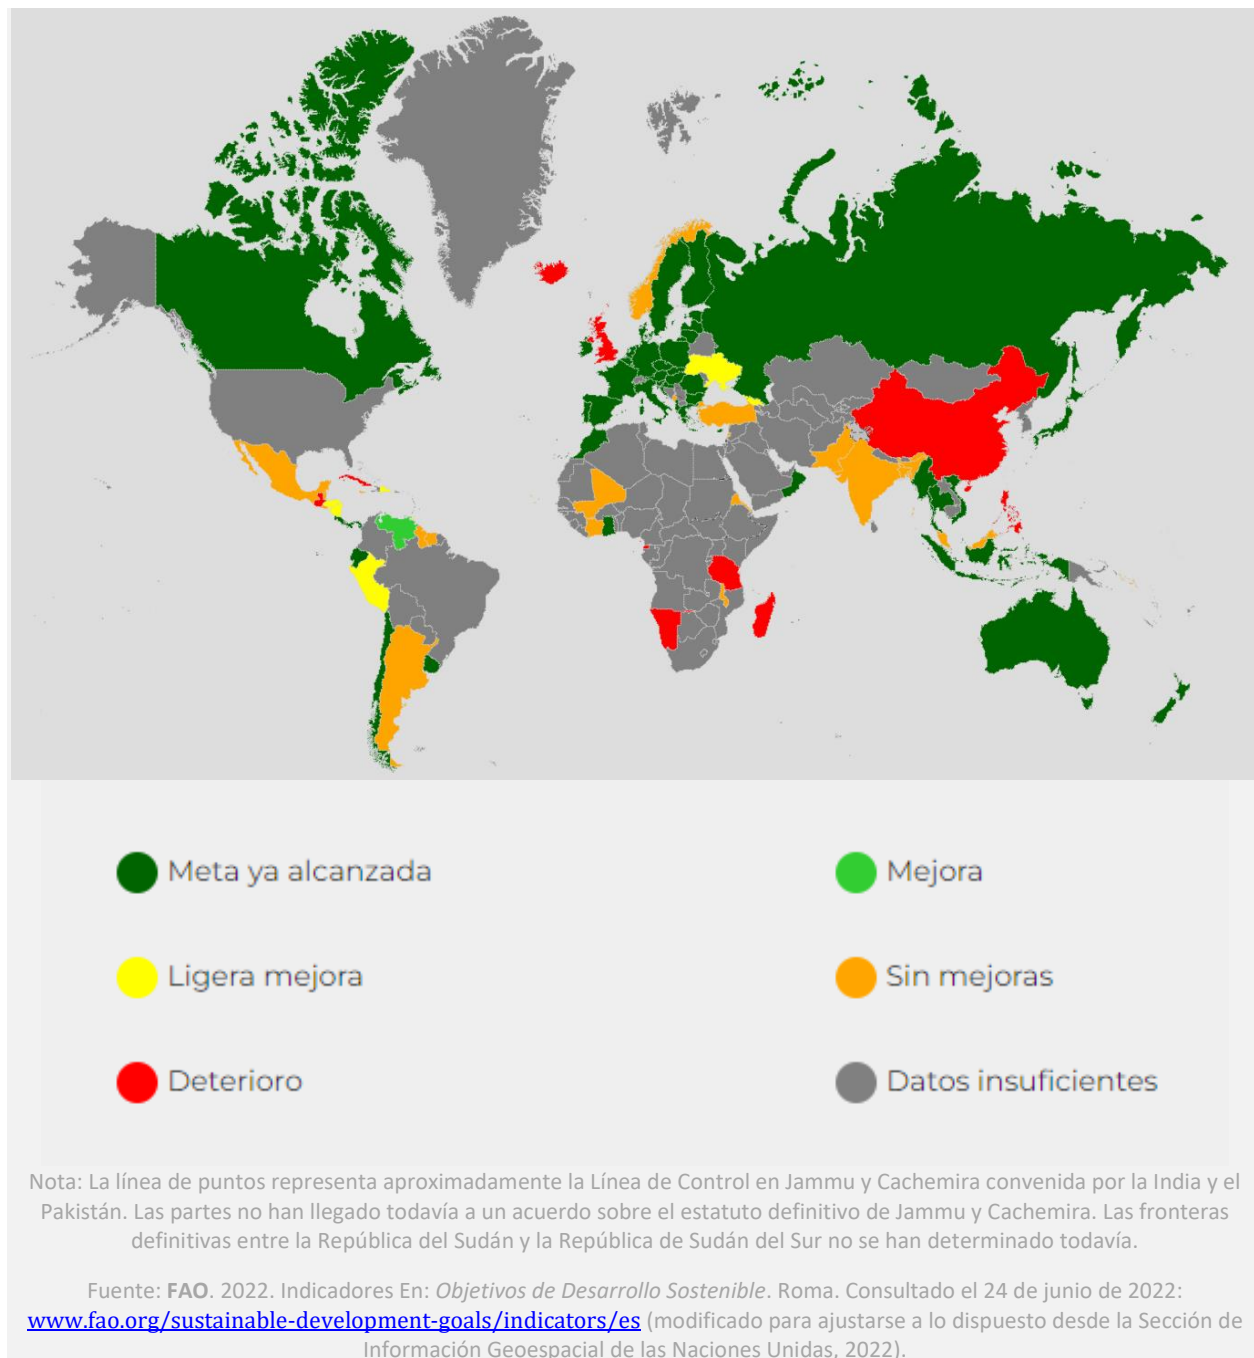 Meta ya alcanzada
Mejora
Ligera mejora
Sin mejoras
Deterioro
Datos insuficientes
Nota: La línea de puntos representa aproximadamente la Línea de Control en Jammu y Cachemira convenida por la India y el
Pakistán. Las partes no han llegado todavía a un acuerdo sobre el estatuto definitivo de Jammu y Cachemira. Las fronteras
definitivas entre la República del Sudán y la República de Sudán del Sur no se han determinado todavía.
Fuente: FAO. 2022. Indicadores En: Objetivos de Desarrollo Sostenible. Roma. Consultado el 24 de junio de 2022:
www.fao.org/sustainable-development-goals/indicators/es (modificado para ajustarse a lo dispuesto desde la Sección de
Información Geoespacial de las Naciones Unidas, 2022).